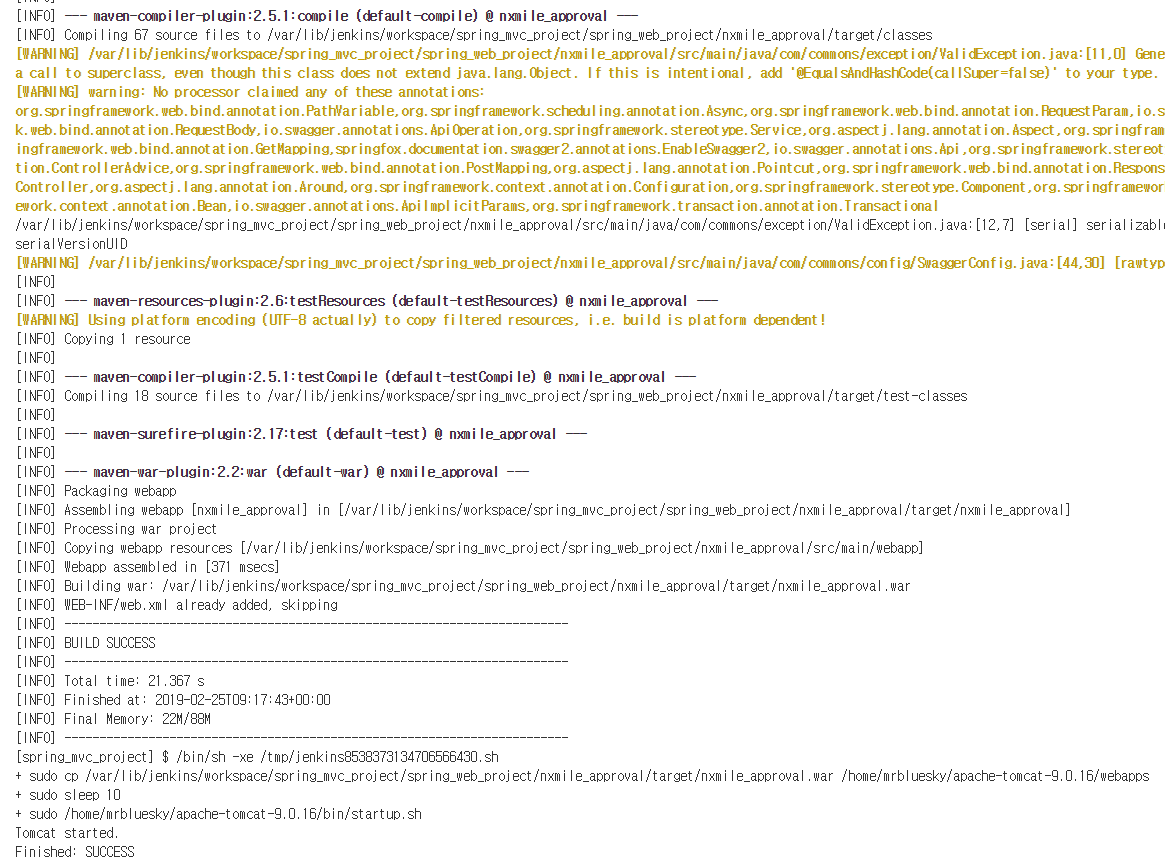 [INFO] --- maven-compiler-plugin:2.5.1:compile (default-compile) @ nxmile_approval ---
[INFO] Compiling 67 source files to /var/lib/jenkins/workspace/spring_mvc_project/spring_web_project/nxmile_approval/target/classes
[WARNING] /var/lib/jenkins/workspace/spring_mvc_project/spring_web_project/nxmile_approval/src/main/java/com/commons/exception/ValidException.java:[11,0] Gene
a call to superclass, even though this class does not extend java.lang.Object. If this is intentional, add '@EqualsAndHashCode(callSuper=false)' to your type.
[WARNING] warning: No processor claimed any of these annotations:
org.springframework.web.bind.annotation.PathVariable,org.springframework.scheduling.annotation.Async,org.springframework.web.bind.annotation.RequestParam,io.s
k.web.bind.annotation.RequestBody,io.swagger.annotations.ApiOperation,org.springframework.stereotype.Service,org.aspectj.lang.annotation.Aspect,org.springfram
ingframework.web.bind.annotation.GetMapping,springfox.documentation.swagger2.annotations.EnableSwagger2,io.swagger.annotations.Api,org.springframework.stereot
tion.ControllerAdvice,org.springframework.web.bind.annotation.PostMapping,org.aspectj.lang.annotation.Pointcut,org.springframework.web.bind.annotation.Respons
Controller,org.aspectj.lang.annotation.Around,org.springframework.context.annotation.Configuration,org.springframework.stereotype.Component,org.springframewor
ework.context.annotation.Bean,io.swagger.annotations.ApiImplicitParams,org.springframework.transaction.annotation.Transactional
/var/lib/jenkins/workspace/spring_mvc_project/spring_web_project/nxmile_approval/src/main/java/com/commons/exception/ValidException.java:[12,7] [serial] serializabl
serialVersionUID
[WARNING] /var/lib/jenkins/workspace/spring_mvc_project/spring_web_project/nxmile_approval/src/main/java/com/commons/config/SwaggerConfig.java:[44,30] [rawtyp
[INFO]
[INFO] --- maven-resources-plugin:2.6:testResources (default-testResources) @ nxmile_approval ---
[WARNING] Using platform encoding (UTF-8 actually) to copy filtered resources, i.e. build is platform dependent!
[INFO] Copying 1 resource
[INFO]
[INFO] --- maven-compiler-plugin:2.5.1:testCompile (default-testCompile) @ nxmile_approval ---
[INFO] Compiling 18 source files to /var/lib/jenkins/workspace/spring_mvc_project/spring_web_project/nxmile_approval/target/test-classes
[INFO]
[INFO] --- maven-surefire-plugin:2.17:test (default-test) @ nxmile_approval ---
[INFO]
[INFO] --- maven-war-plugin:2.2:war (default-war) @ nxmile_approval ---
[INFO] Packaging webapp
[INFO] Assembling webapp [nxmile_approval] in [/var/lib/jenkins/workspace/spring_mvc_project/spring_web_project/nxmile_approval/target/nxmile_approval]
[INFO] Processing war project
[INFO] Copying webapp resources [/var/lib/jenkins/workspace/spring_mvc_project/spring_web_project/nxmile_approval/src/main/webapp]
[INFO] Webapp assembled in [371 msecs]
[INFO] Building war: /var/lib/jenkins/workspace/spring_mvc_project/spring_web_project/nxmile_approval/target/nxmile_approval.war
[INFO] WEB-INF/web.xml already added, skipping
[INFO] ------------------------------------------------------------------------
[INFO] BUILD SUCCESS
[INFO] ------------------------------------------------------------------------
[INFO] Total time: 21.367 s
[INFO] Finished at: 2019-02-25T09:17:43+00:00
[INFO] Final Memory: 22M/88M
[INFO] ------------------------------------------------------------------------
[spring_mvc_project] $ /bin/sh -xe /tmp/jenkins8538373134706566430.sh
+ sudo cp /var/lib/jenkins/workspace/spring_mvc_project/spring_web_project/nxmile_approval/target/nxmile_approval.war /home/mrbluesky/apache-tomcat-9.0.16/webapps
+ sudo sleep 10
+ sudo /home/mrbluesky/apache-tomcat-9.0.16/bin/startup.sh
Tomcat started.
Finished: SUCCESS